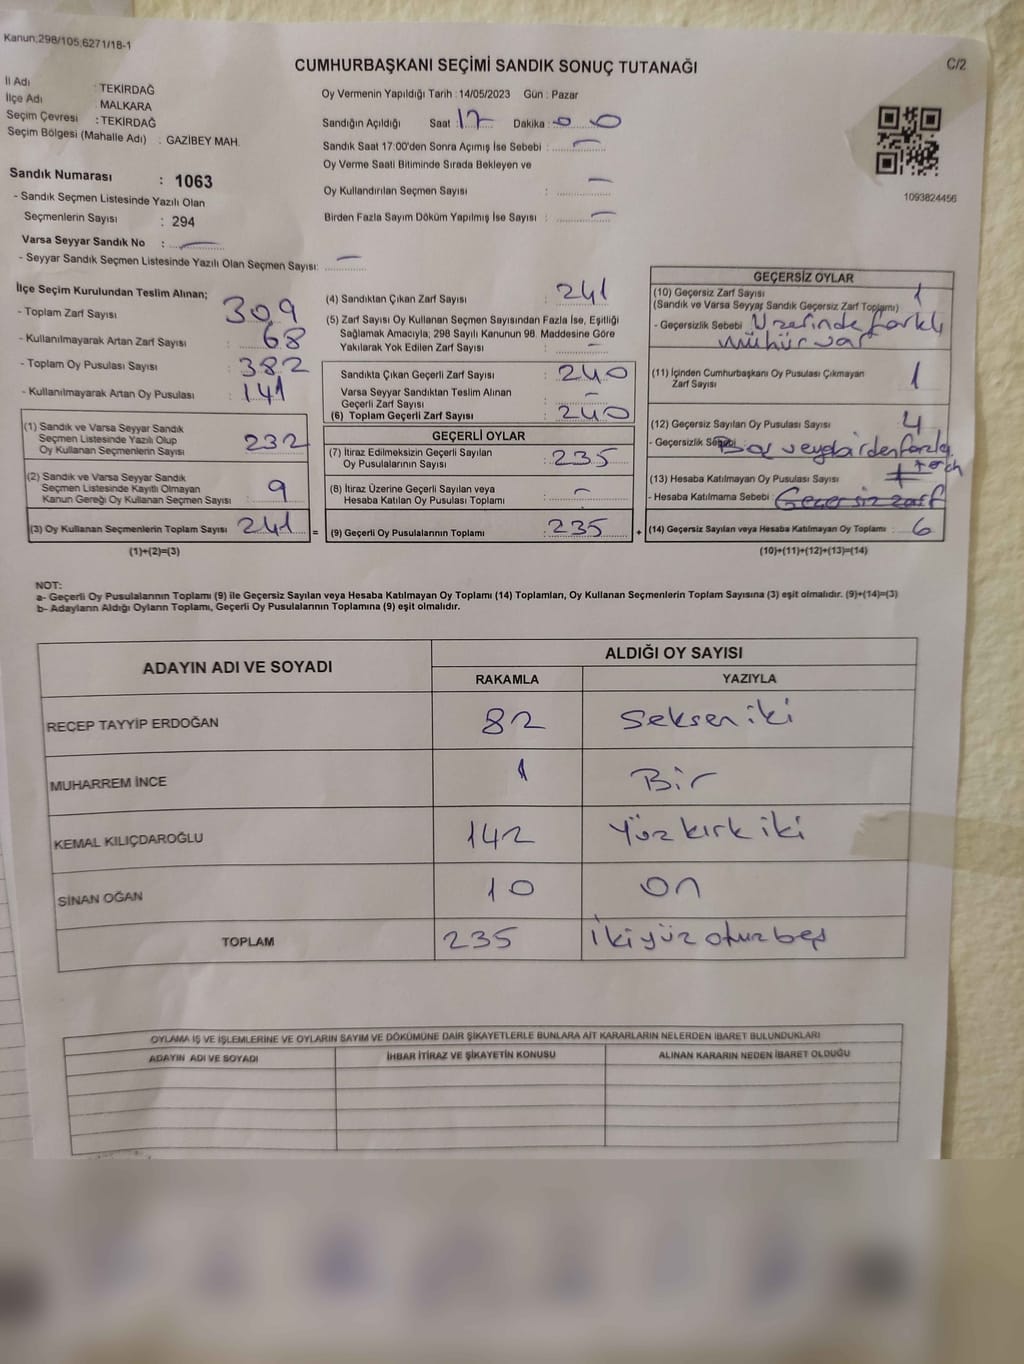 Kanun:298/105,6271/18-1
C/2
CUMHURBAŞKANI SEÇİMİ SANDIK SONUÇ TUTANAĞI
İl Adı : TEKİRDAĞ
İlçe Adı : MALKARA
Seçim Çevresi : TEKİRDAĞ
Seçim Bölgesi (Mahalle Adı) : GAZİBEY MAH.
Sandık Numarası : 1063
- Sandık Seçmen Listesinde Yazılı Olan
Seçmenlerin Sayısı : 294
Varsa Seyyar Sandık No : —
- Seyyar Sandık Seçmen Listesinde Yazılı Olan Seçmen Sayısı: —
Oy Vermenin Yapıldığı Tarih : 14/05/2023 Gün : Pazar
Sandığın Açıldığı Saat 17 Dakika 00
Sandık Saat 17:00'den Sonra Açımış İse Sebebi : —
Oy Verme Saati Bitiminde Sırada Bekleyen ve
Oy Kullandırılan Seçmen Sayısı : —
Birden Fazla Sayım Döküm Yapılmış İse Sayısı : —
1093824456
İlçe Seçim Kurulundan Teslim Alınan;
- Toplam Zarf Sayısı 309
- Kullanılmayarak Artan Zarf Sayısı : 68
- Toplam Oy Pusulası Sayısı : 382
- Kullanılmayarak Artan Oy Pusulası : 141
(1) Sandık ve Varsa Seyyar Sandık
Seçmen Listesinde Yazılı Olup
Oy Kullanan Seçmenlerin Sayısı 232
(2) Sandık ve Varsa Seyyar Sandık
Seçmen Listesinde Kayıtlı Olmayan
Kanun Gereği Oy Kullanan Seçmen Sayısı : 9
(3) Oy Kullanan Seçmenlerin Toplam Sayısı 241 =
(1)+(2)=(3)
(4) Sandıktan Çıkan Zarf Sayısı : 241
(5) Zarf Sayısı Oy Kullanan Seçmen Sayısından Fazla İse, Eşitliği
Sağlamak Amacıyla; 298 Sayılı Kanunun 98. Maddesine Göre
Yakılarak Yok Edilen Zarf Sayısı : —
Sandıkta Çıkan Geçerli Zarf Sayısı : 240
Varsa Seyyar Sandıktan Teslim Alınan
Geçerli Zarf Sayısı : —
(6) Toplam Geçerli Zarf Sayısı : 240
GEÇERLİ OYLAR
(7) İtiraz Edilmeksizin Geçerli Sayılan
Oy Pusulalarının Sayısı : 235
(8) İtiraz Üzerine Geçerli Sayılan veya
Hesaba Katılan Oy Pusulası Toplamı : —
(9) Geçerli Oy Pusulalarının Toplamı : 235 +
GEÇERSİZ OYLAR
(10) Geçersiz Zarf Sayısı : 1
(Sandık ve Varsa Seyyar Sandık Geçersiz Zarf Toplamı)
- Geçersizlik Sebebi Üzerinde farklı
mühür var
(11) İçinden Cumhurbaşkanı Oy Pusulası Çıkmayan
Zarf Sayısı : 1
(12) Geçersiz Sayılan Oy Pusulası Sayısı : 4
- Geçersizlik Sebebi Boş veya birden fazla
tercih
(13) Hesaba Katılmayan Oy Pusulası Sayısı
- Hesaba Katılmama Sebebi : Geçersiz zarf
(14) Geçersiz Sayılan veya Hesaba Katılmayan Oy Toplamı : 6
(10)+(11)+(12)+(13)=(14)
NOT:
a- Geçerli Oy Pusulalarının Toplamı (9) ile Geçersiz Sayılan veya Hesaba Katılmayan Oy Toplamı (14) Toplamları, Oy Kullanan Seçmenlerin Toplam Sayısına (3) eşit olmalıdır. (9)+(14)=(3)
b- Adayların Aldığı Oyların Toplamı, Geçerli Oy Pusulalarının Toplamına (9) eşit olmalıdır.
ADAYIN ADI VE SOYADI ALDIĞI OY SAYISI
RAKAMLA YAZIYLA
RECEP TAYYİP ERDOĞAN 82 Seksen iki
MUHARREM İNCE 1 Bir
KEMAL KILIÇDAROĞLU 142 Yüz kırk iki
SİNAN OĞAN 10 On
TOPLAM 235 İki yüz otuz beş
OYLAMA İŞ VE İŞLEMLERİNE VE OYLARIN SAYIM VE DÖKÜMÜNE DAİR ŞİKAYETLERLE BUNLARA AİT KARARLARIN NELERDEN İBARET BULUNDUKLARI
ADAYIN ADI VE SOYADI İHBAR İTİRAZ VE ŞİKAYETİN KONUSU ALINAN KARARIN NEDEN İBARET OLDUĞU